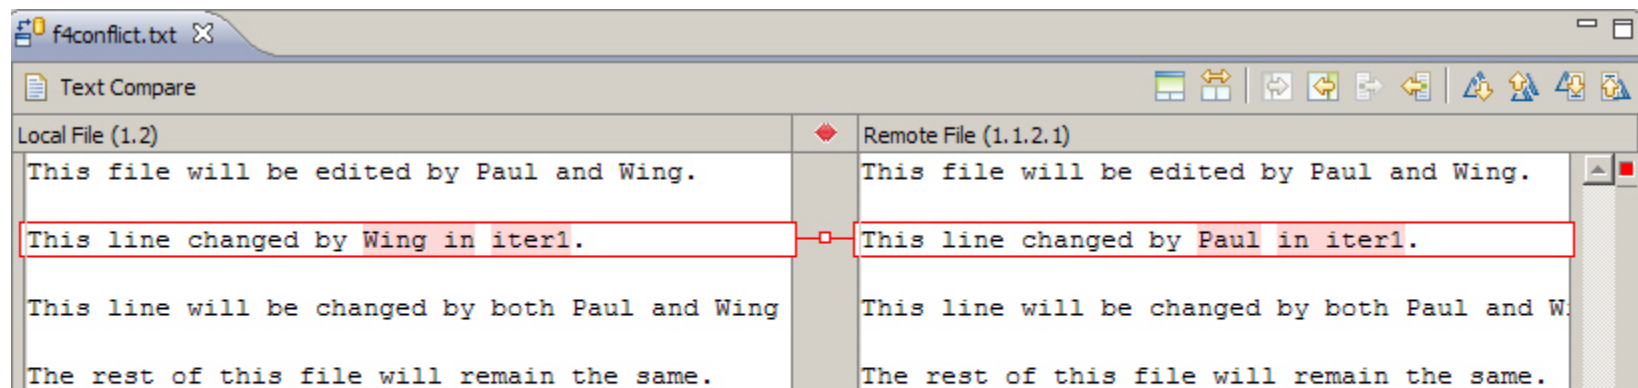 f4conflict.txt
Text Compare
Local File (1.2)
Remote File (1.1.2.1)
This file will be edited by Paul and Wing.
This line changed by Wing in iter1.
This line will be changed by both Paul and Wing
The rest of this file will remain the same.
This file will be edited by Paul and Wing.
This line changed by Paul in iter1.
This line will be changed by both Paul and W
The rest of this file will remain the same.